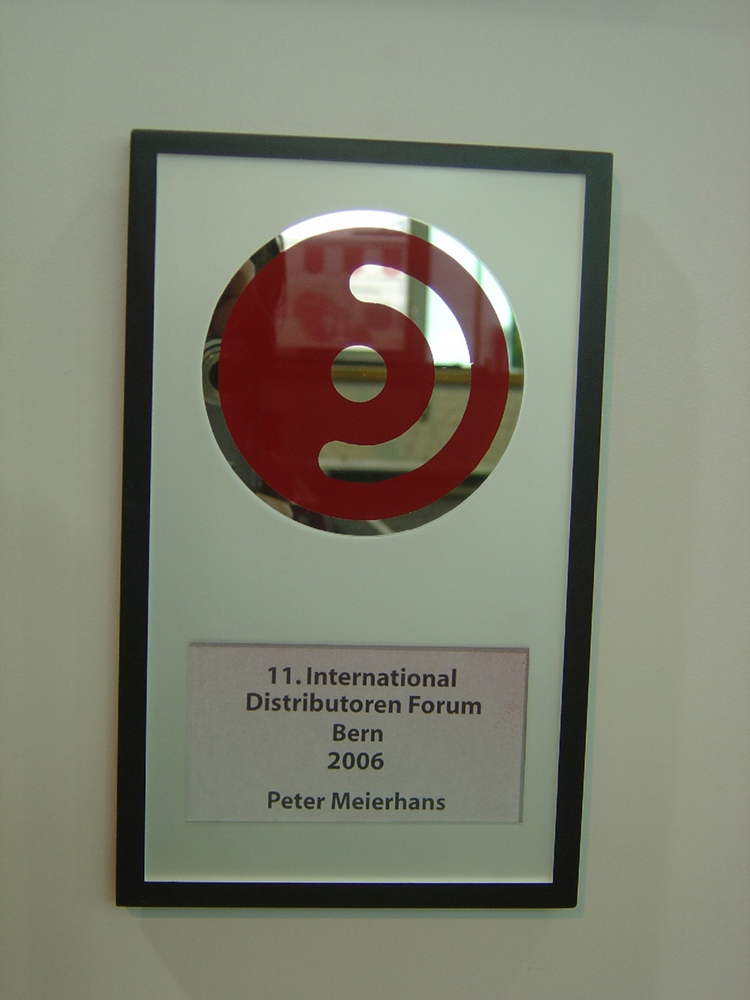 11. International
Distributoren Forum
Bern
2006
Peter Meierhans